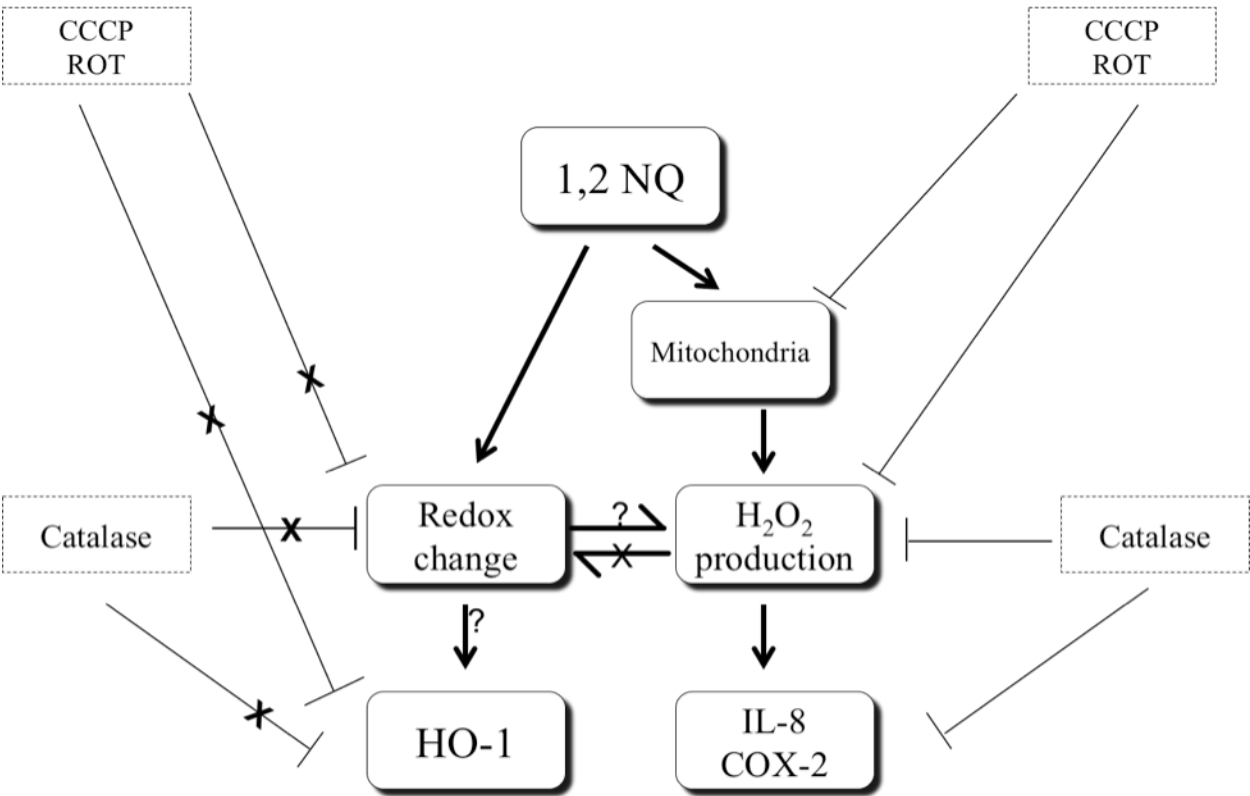 CCCP
ROT
CCCP
ROT
1,2 NQ
Mitochondria
Catalase
X
X
X
Redox
change
?
X
H₂O₂
production
Catalase
?
X
HO-1
IL-8
COX-2